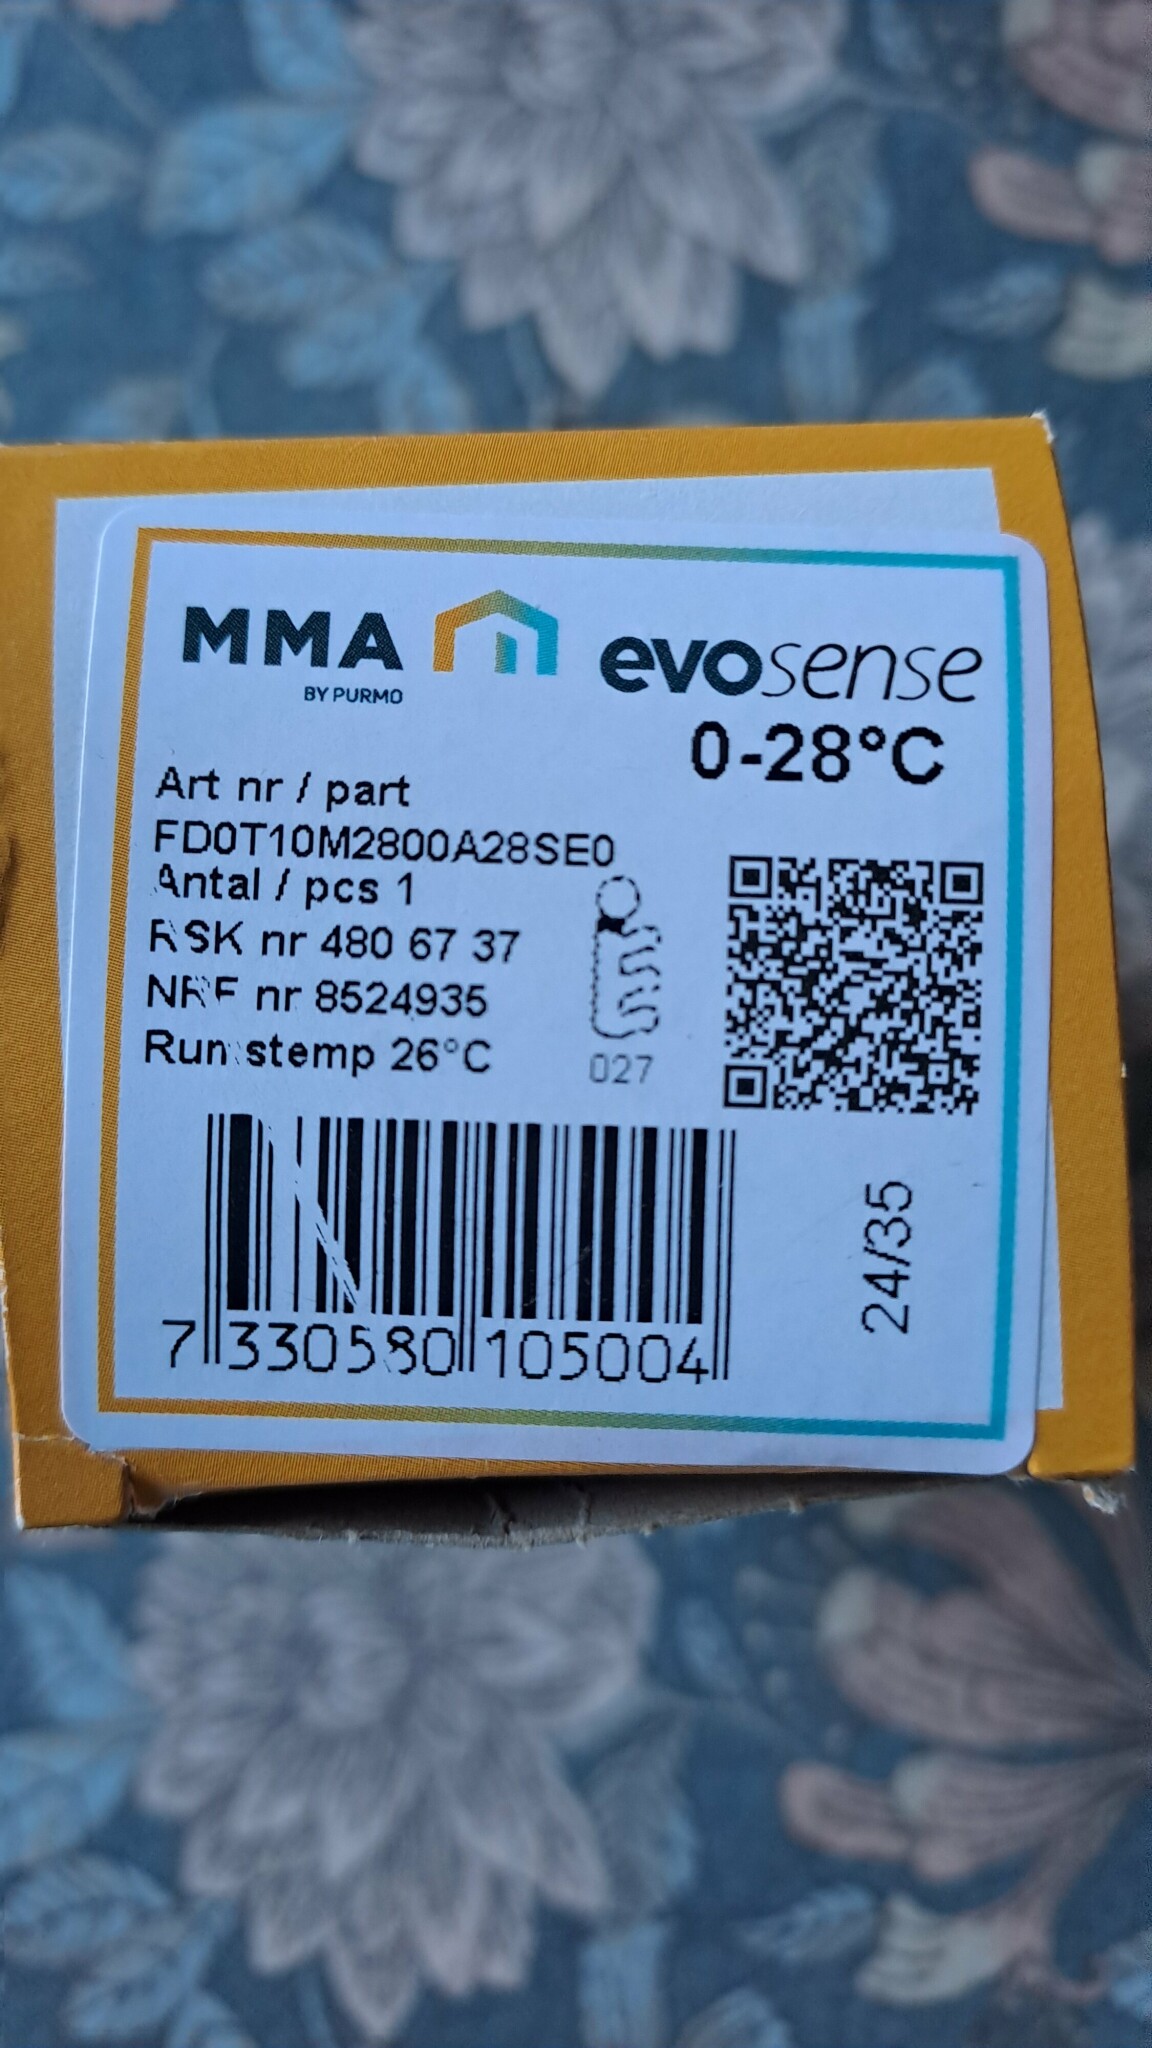 MMA
BY PURMO
evosense
0-28°C
Art nr / part
FD0T10M2800A28SE0
Antal / pcs 1
RSK nr 480 67 37
NRF nr 8524935
Rumstemp 26°C
027
24/35
7 330580 105004